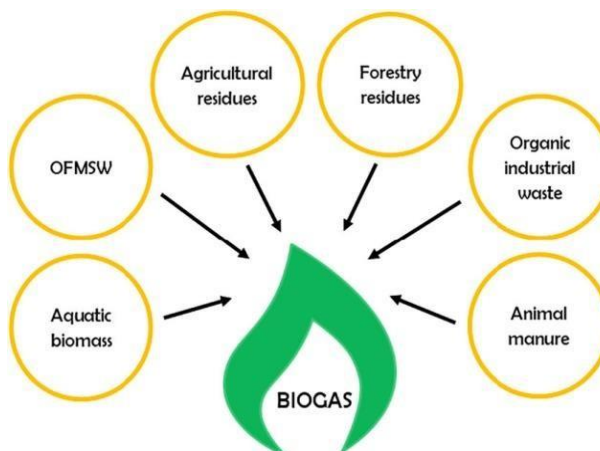 Agricultural
residues
Forestry
residues
OFMSW
Organic
industrial
waste
Aquatic
biomass
Animal
manure
BIOGAS